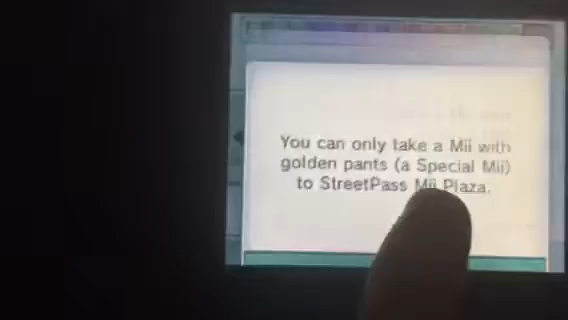 You can only take a Mii with
golden pants (a Special Mii)
to StreetPass Mii Plaza.